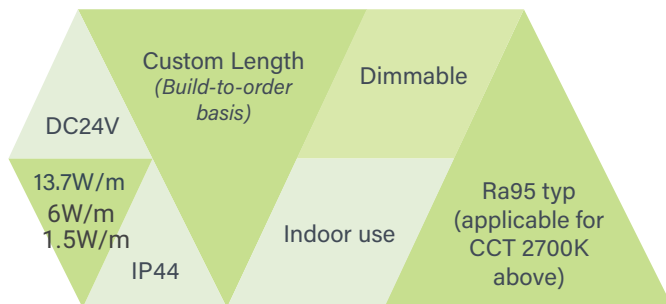 Custom Length
(Build-to-order
basis)
Dimmable
DC24V
13.7W/m
6W/m
1.5W/m
IP44
Indoor use
Ra95 typ
(applicable for
CCT 2700K
above)